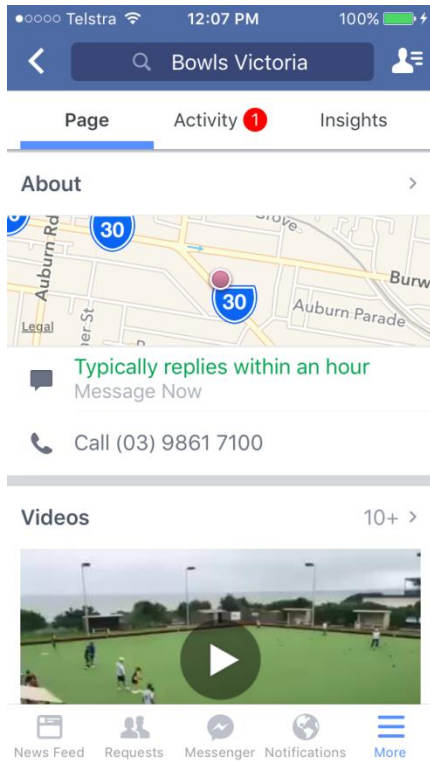 Telstra 12:07 PM 100%
Bowls Victoria
Page Activity 1 Insights
About
Auburn Rd
30
Burw
30
Auburn Parade
Legal
Typically replies within an hour
Message Now
Call (03) 9861 7100
Videos 10+
News Feed Requests Messenger Notifications More